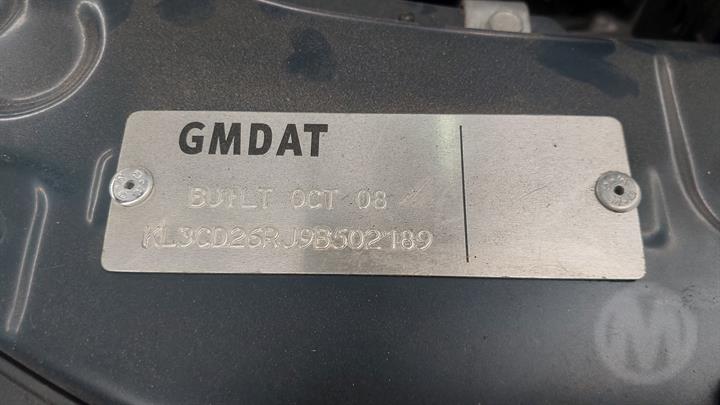 GMDAT
BUILT OCT 08
KL3CD26RJ9B502189
M